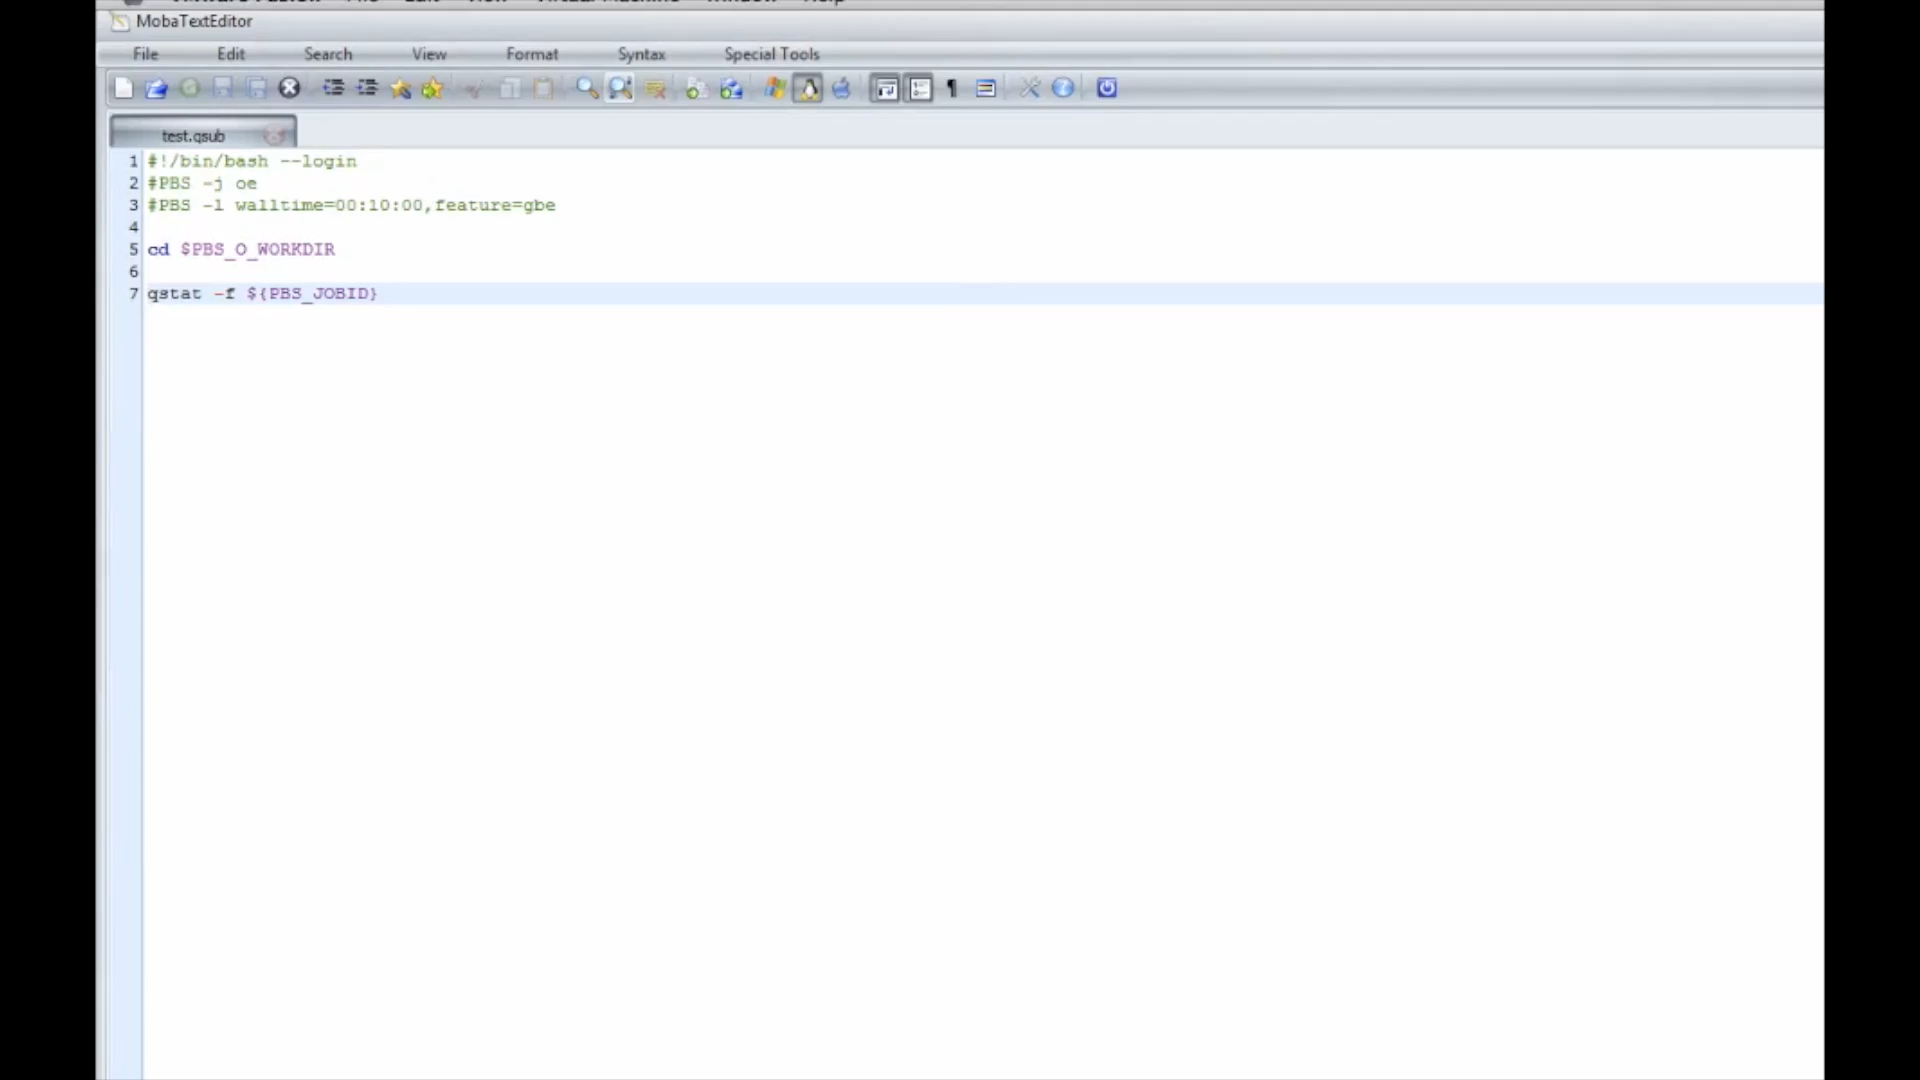 MobaTextEditor
File Edit Search View Format Syntax Special Tools
test.qsub
1 #!/bin/bash --login
2 #PBS -j oe
3 #PBS -l walltime=00:10:00,feature=gbe
4
5 cd $PBS_O_WORKDIR
6
7 qstat -f ${PBS_JOBID}